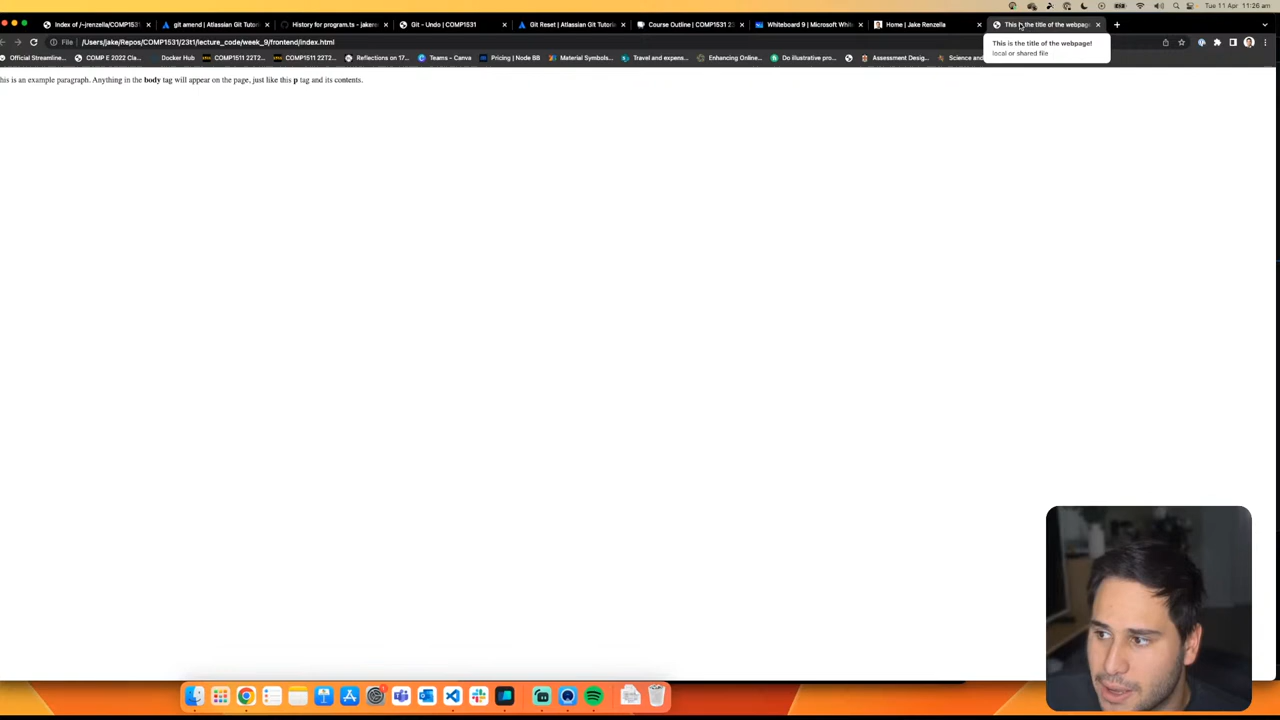 Tue 11 Apr 11:26 am
Index of /~jrenzella/COMP1531
git amend | Atlassian Git Tutoria
History for program.ts - jakeren
Git - Undo | COMP1531
Git Reset | Atlassian Git Tutoria
Course Outline | COMP1531 23
Whiteboard 9 | Microsoft Whit
Home | Jake Renzella
This is the title of the webpage
This is the title of the webpage!
local or shared file
File
/Users/jake/Repos/COMP1531/23t1/lecture_code/week_9/frontend/index.html
Official Streamline...
COMP E 2022 Cla...
Docker Hub
COMP1511 22T2...
COMP1511 22T2...
Reflections on 17...
Teams - Canva
Pricing | Node BB
Material Symbols...
Travel and expens...
Enhancing Online...
Do illustrative pro...
Assessment Desig...
Science and
his is an example paragraph. Anything in the body tag will appear on the page, just like this p tag and its contents.